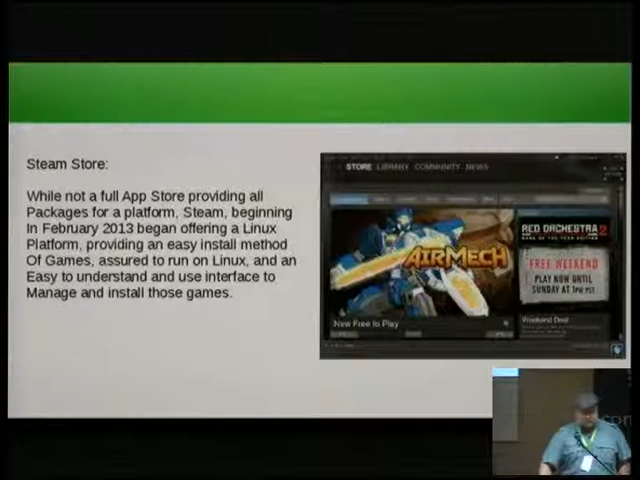 Steam Store:
While not a full App Store providing all
Packages for a platform, Steam, beginning
In February 2013 began offering a Linux
Platform, providing an easy install method
Of Games, assured to run on Linux, and an
Easy to understand and use interface to
Manage and install those games.
STORE LIBRARY COMMUNITY NEWS
AIRMECH
New Free to Play
RED ORCHESTRA 2
FREE WEEKEND
PLAY NOW UNTIL
SUNDAY AT 1PM PST
Weekend Deal
com